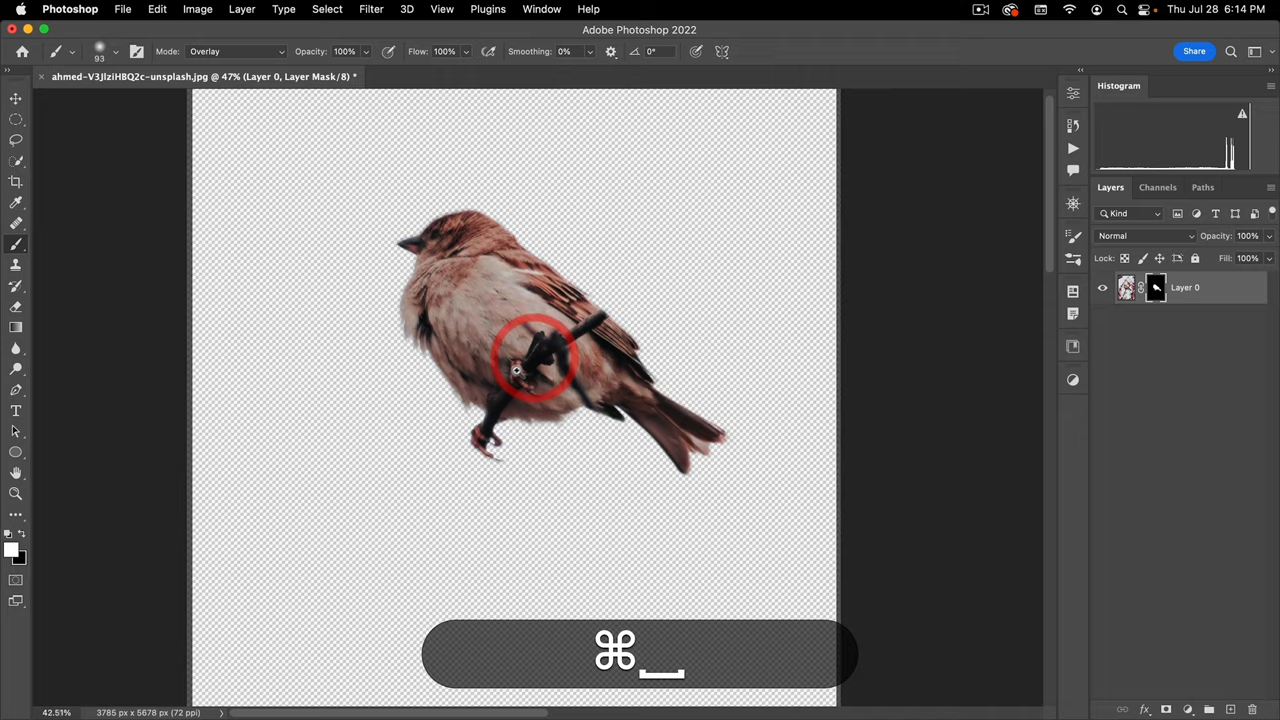 Photoshop File Edit Image Layer Type Select Filter 3D View Plugins Window Help Thu Jul 28 6:14 PM
Adobe Photoshop 2022
93 Mode: Overlay Opacity: 100% Flow: 100% Smoothing: 0% 0° Share
ahmed-V3JlziHBQ2c-unsplash.jpg @ 47% (Layer 0, Layer Mask/8) *
Histogram
Layers Channels Paths
Kind
Normal Opacity: 100%
Lock: Fill: 100%
Layer 0
⌘
42.51% 3785 px x 5678 px (72 ppi)